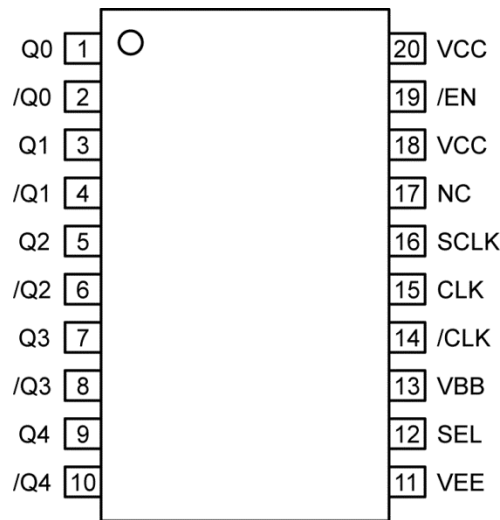 Q0 1 20 VCC
/Q0 2 19 /EN
Q1 3 18 VCC
/Q1 4 17 NC
Q2 5 16 SCLK
/Q2 6 15 CLK
Q3 7 14 /CLK
/Q3 8 13 VBB
Q4 9 12 SEL
/Q4 10 11 VEE